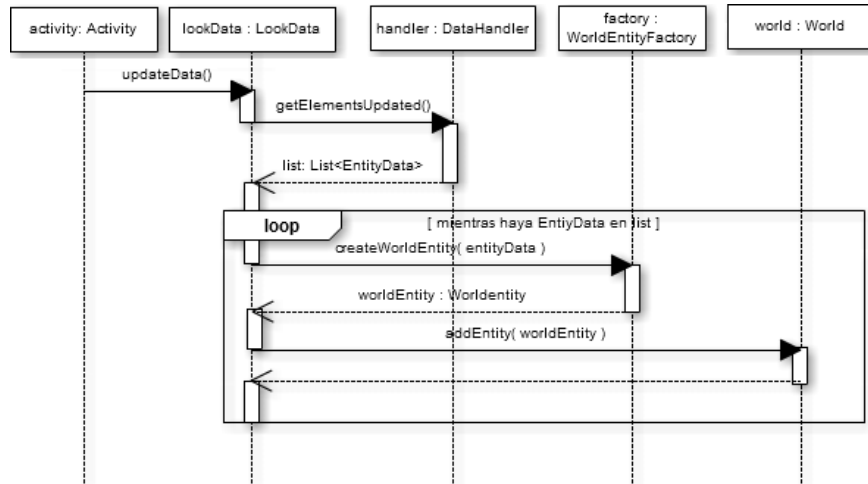 activity: Activity
lookData : LookData
handler : DataHandler
factory :
WorldEntityFactory
world : World
updateData()
getElementsUpdated()
list: List<EntityData>
loop
[ mientras haya EntiyData en list ]
createWorldEntity( entityData )
worldEntity : Worldentity
addEntity( worldEntity )